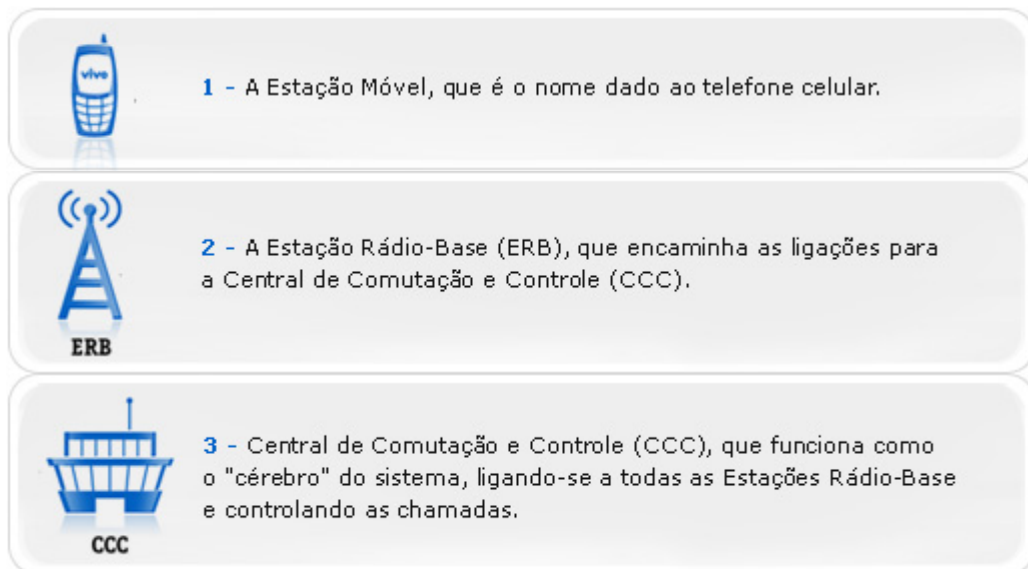 vivo
1 - A Estação Móvel, que é o nome dado ao telefone celular.
2 - A Estação Rádio-Base (ERB), que encaminha as ligações para
a Central de Comutação e Controle (CCC).
ERB
3 - Central de Comutação e Controle (CCC), que funciona como
o "cérebro" do sistema, ligando-se a todas as Estações Rádio-Base
e controlando as chamadas.
CCC